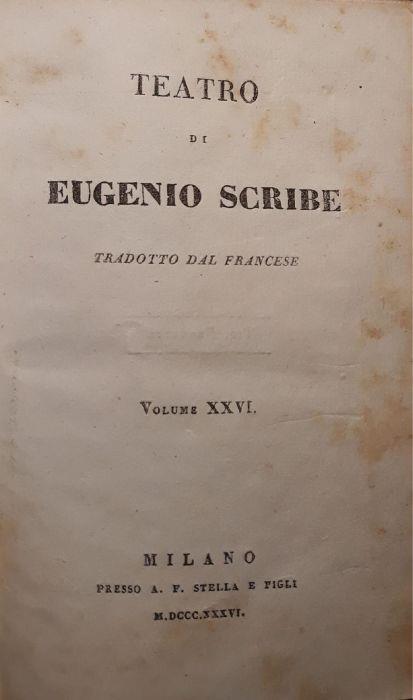 TEATRO
DI
EUGENIO SCRIBE
TRADOTTO DAL FRANCESE
VOLUME XXVI.
MILANO
PRESSO A. F. STELLA E FIGLI
M.DCCC.XXXVI.